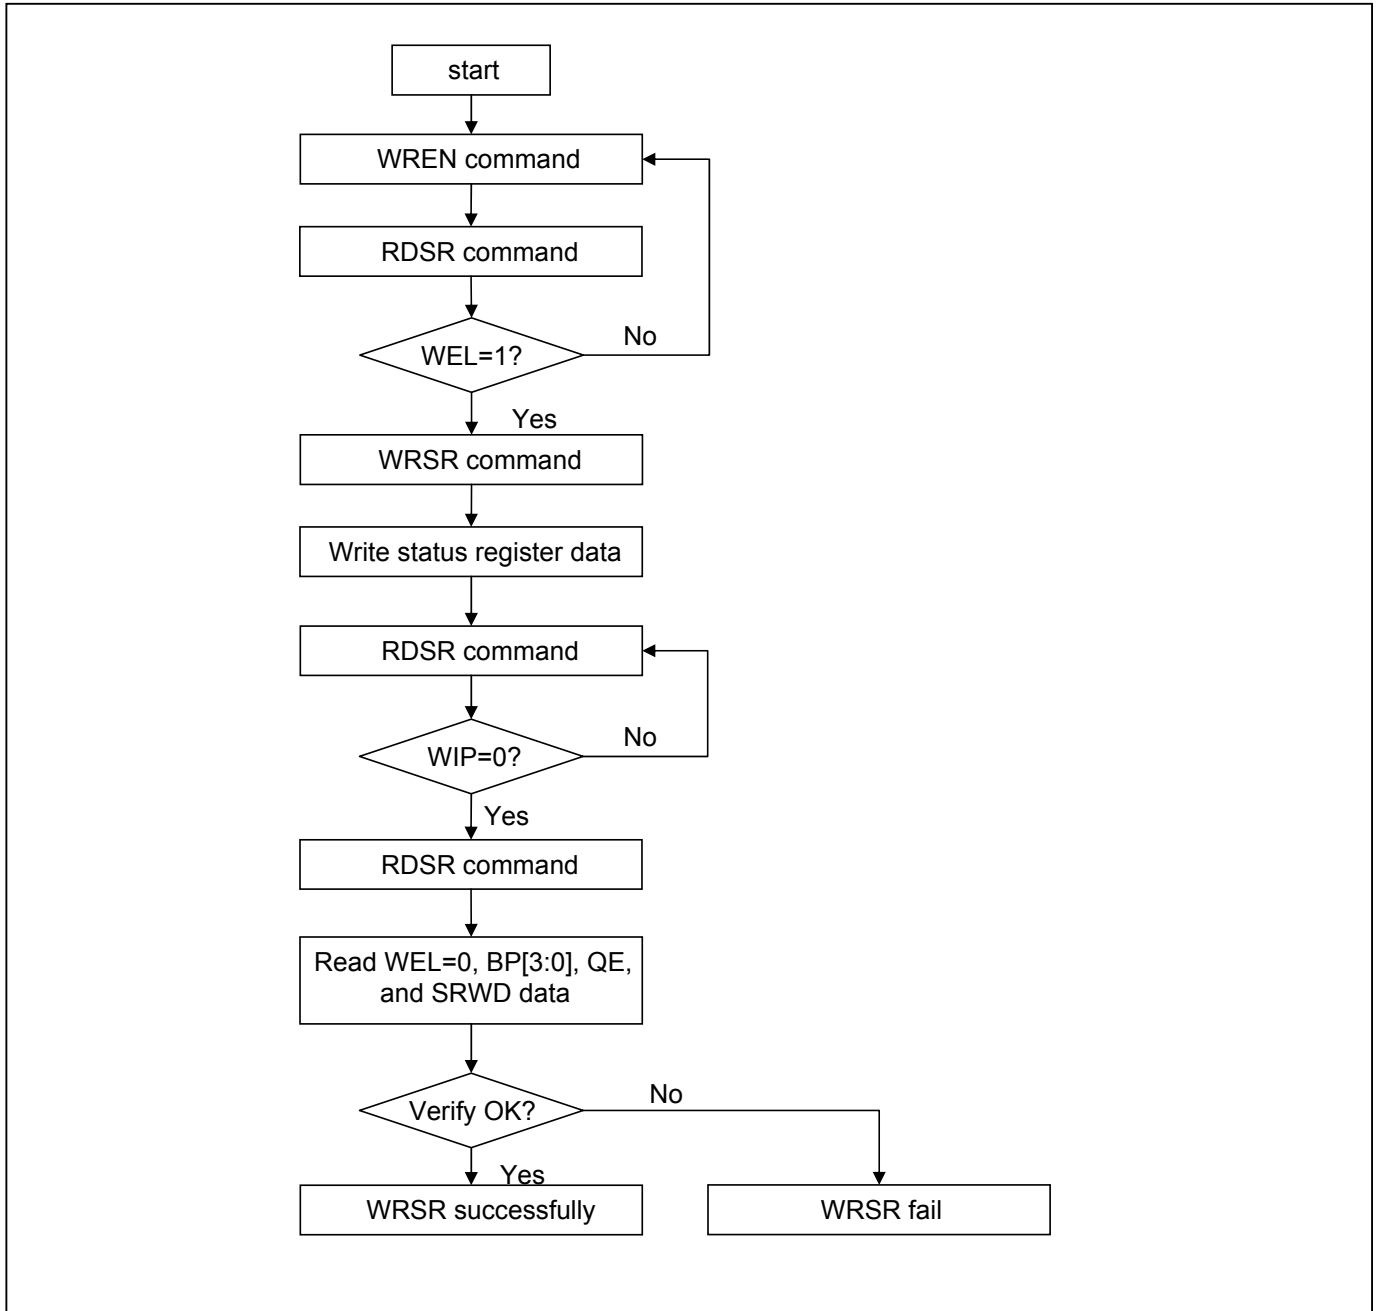 start
WREN command
RDSR command
WEL=1?
No
Yes
WRSR command
Write status register data
RDSR command
WIP=0?
No
Yes
RDSR command
Read WEL=0, BP[3:0], QE,
and SRWD data
Verify OK?
No
Yes
WRSR successfully
WRSR fail